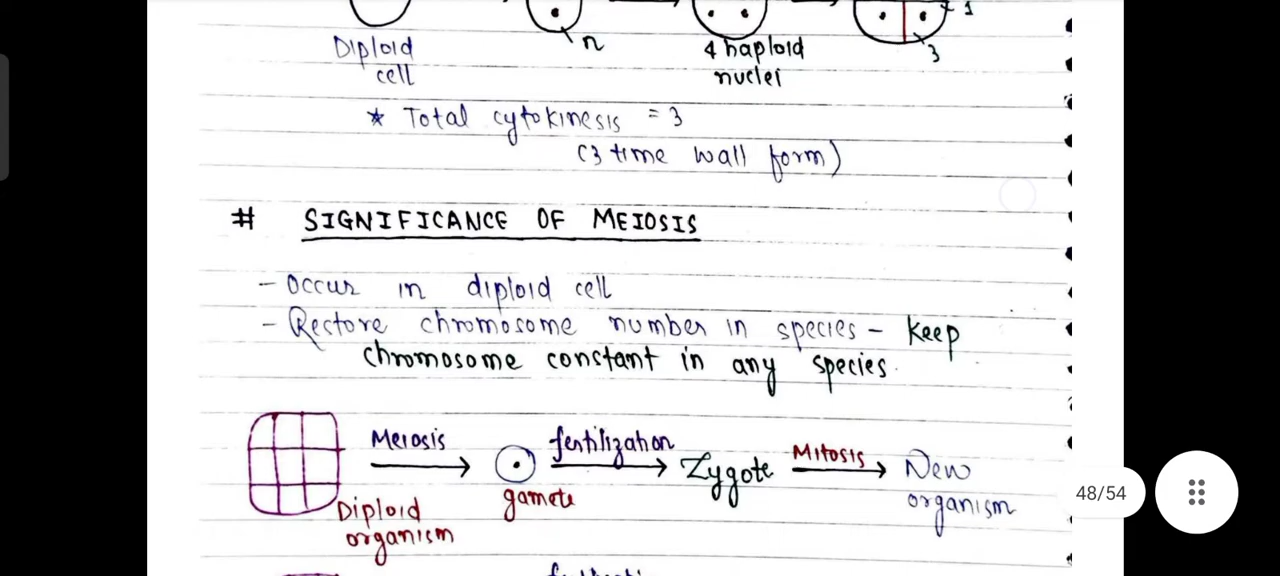 1
n
3
Diploid
cell
4 haploid
nuclei
* Total cytokinesis = 3
(3 time wall form)
# SIGNIFICANCE OF MEIOSIS
- Occur in diploid cell
- Restore chromosome number in species - Keep
chromosome constant in any species.
Meiosis
fertilization
Zygote
Mitosis
New
organism
gamete
Diploid
organism
48/54